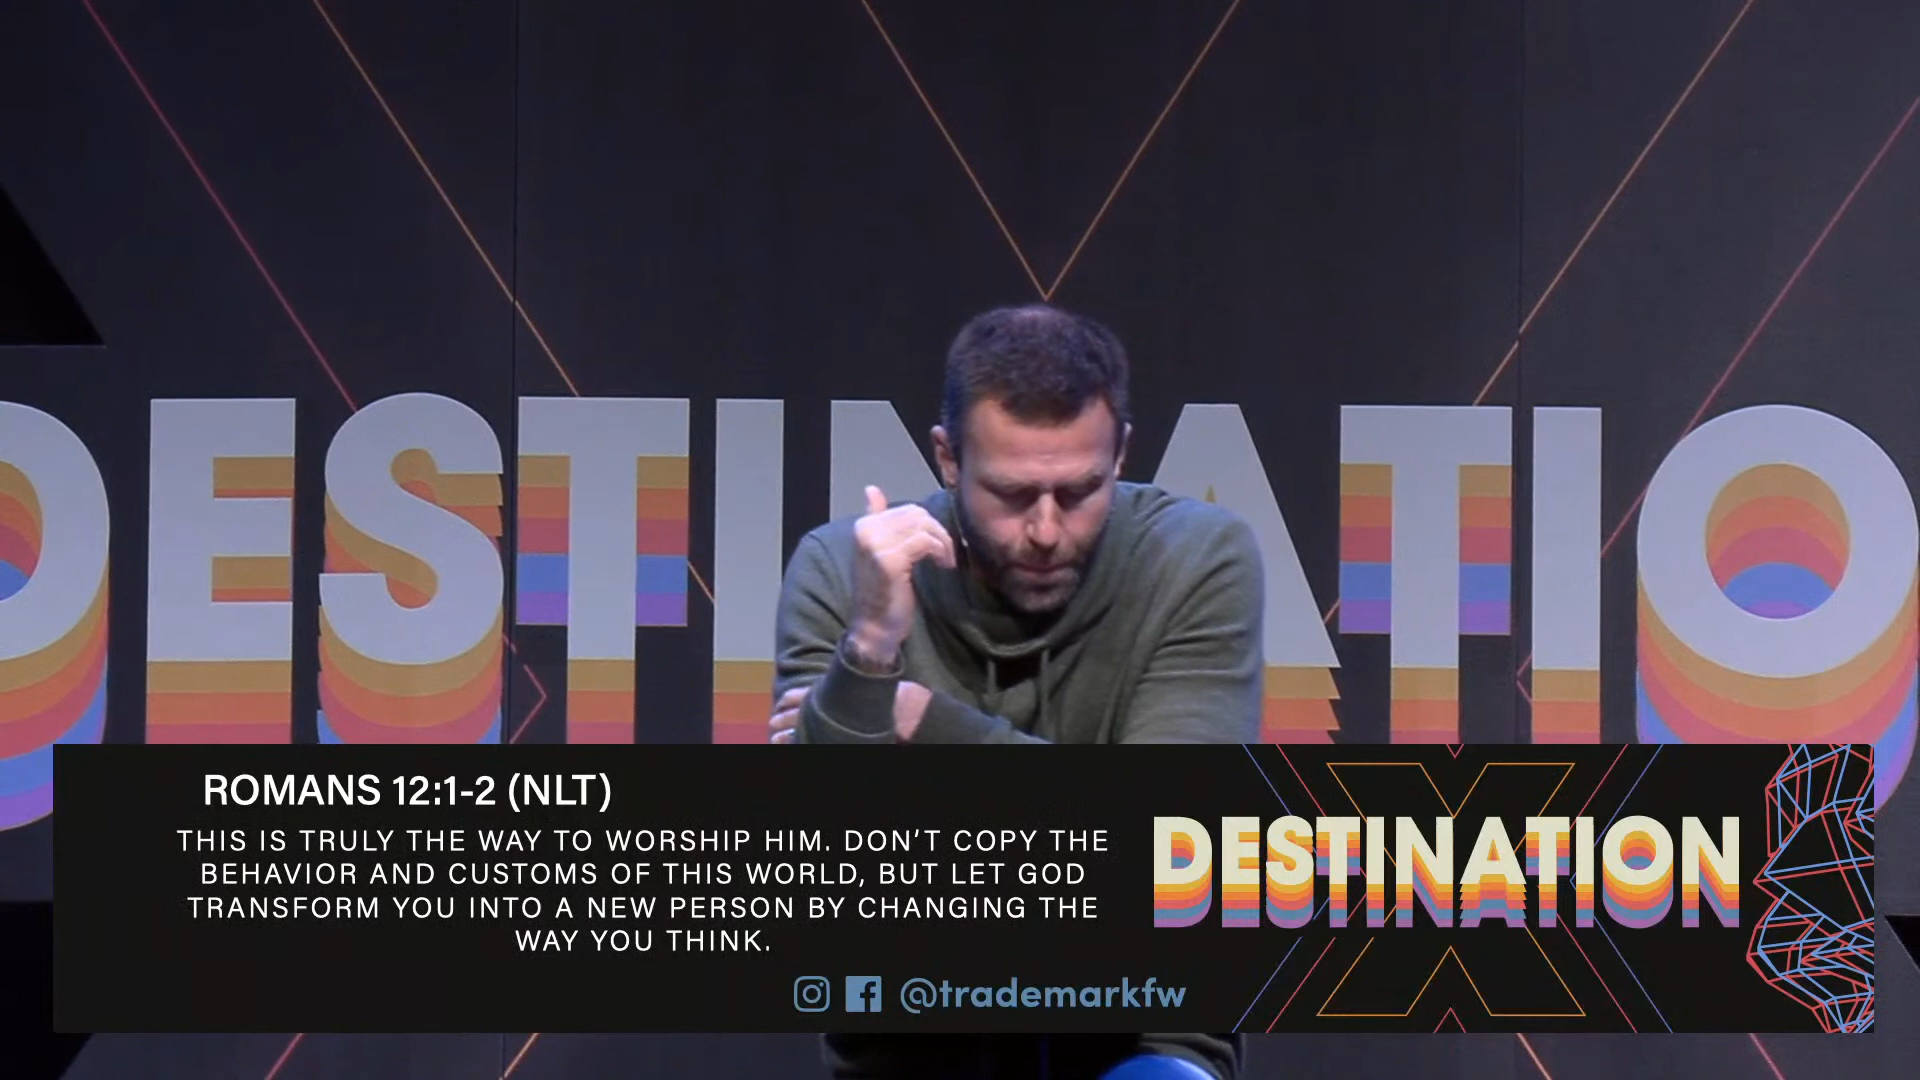 DESTINATIO
ROMANS 12:1-2 (NLT)
THIS IS TRULY THE WAY TO WORSHIP HIM. DON'T COPY THE
BEHAVIOR AND CUSTOMS OF THIS WORLD, BUT LET GOD
TRANSFORM YOU INTO A NEW PERSON BY CHANGING THE
WAY YOU THINK.
@trademarkfw
DESTINATION
X